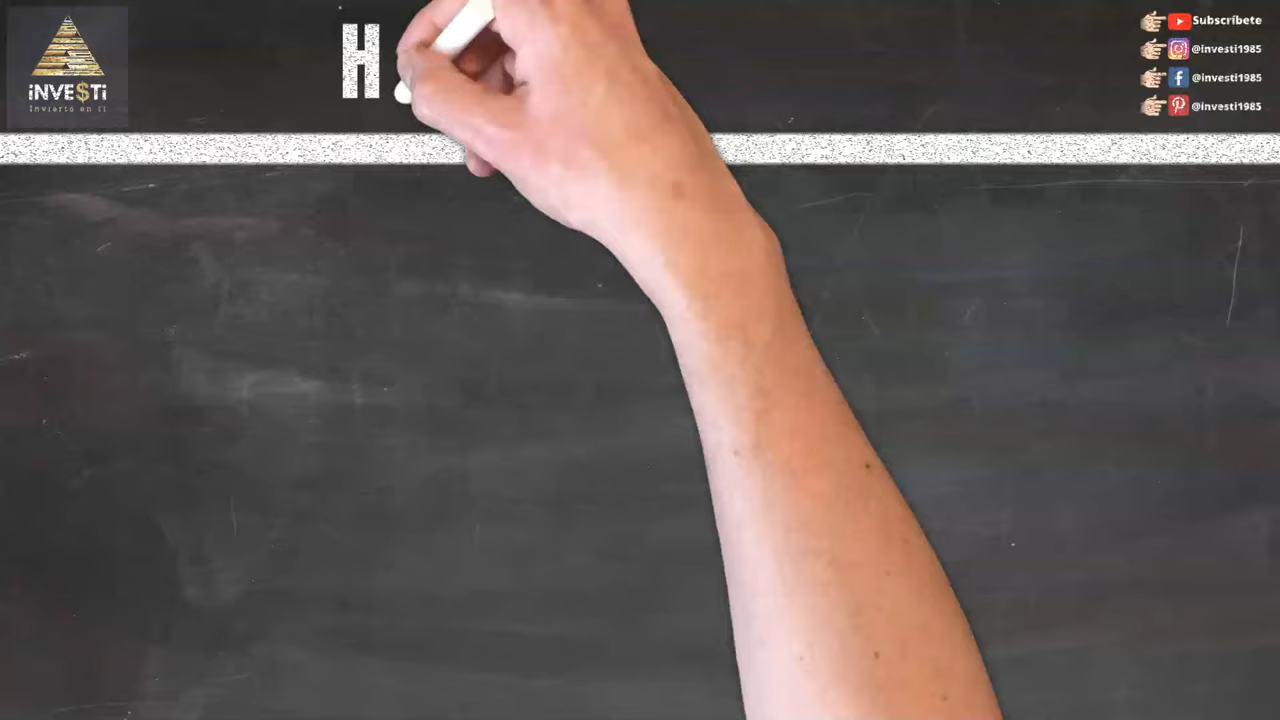 iNVE$Ti
Invierto en ti
H
Subscríbete
@investi1985
@investi1985
@investi1985